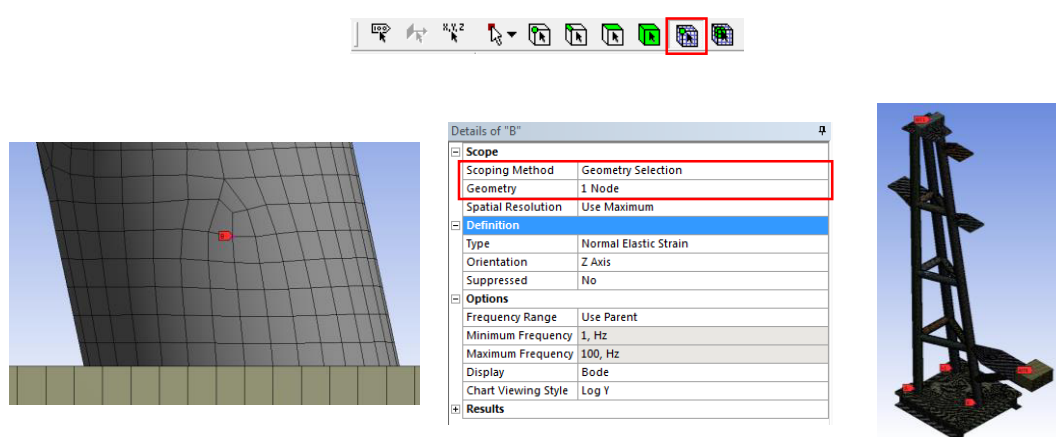 X,Y,Z
Details of "B"
Scope
Scoping Method Geometry Selection
Geometry 1 Node
Spatial Resolution Use Maximum
Definition
Type Normal Elastic Strain
Orientation Z Axis
Suppressed No
Options
Frequency Range Use Parent
Minimum Frequency 1, Hz
Maximum Frequency 100, Hz
Display Bode
Chart Viewing Style Log Y
Results